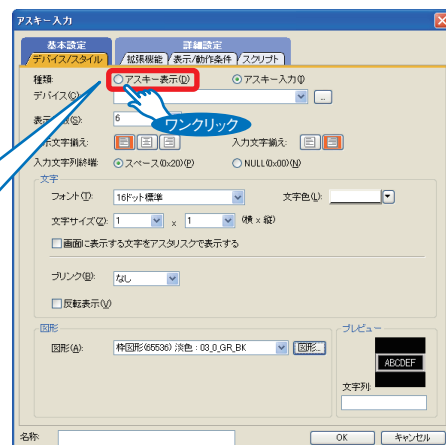 アスキー入力
基本設定 詳細設定
デバイス/スタイル 拡張機能 表示/動作条件 スクリプト
種類: アスキー表示(D) アスキー入力(I)
デバイス(C): ...
6
ワンクリック
入力文字揃え:
入力文字列終端: スペース(0x20)(P) NULL(0x00)(N)
文字
フォント(T): 16ドット標準 文字色(L):
文字サイズ(Z): 1 x 1 (横 x 縦)
画面に表示する文字をアスタリスクで表示する
ブリンク(B): なし
反転表示(V)
図形 プレビュー
図形(A): 枠図形(65536) 淡色 : 03_0_GR_BK 図形...
ABCDEF
文字列:
名称: OK キャンセル